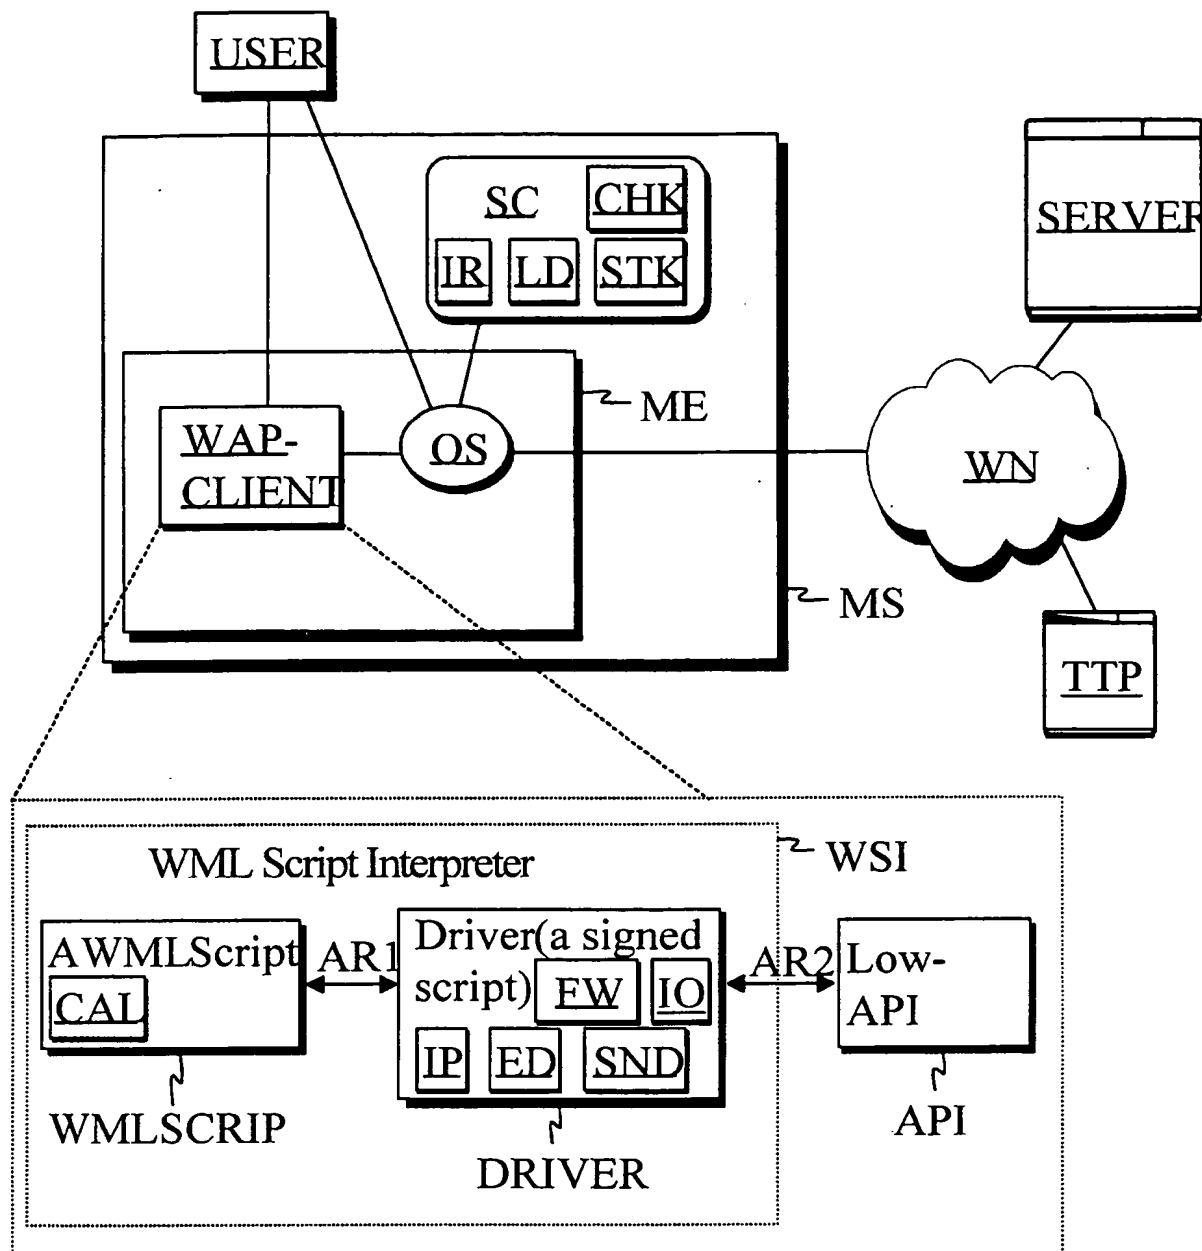 USER
SC
CHK
IR
LD
STK
SERVER
ME
WAP-
CLIENT
OS
WN
MS
TTP
WML Script Interpreter
WSI
AWMLScript
CAL
AR1
Driver(a signed
script)
FW
IO
IP
ED
SND
AR2
Low-
API
WMLSCRIP
DRIVER
API